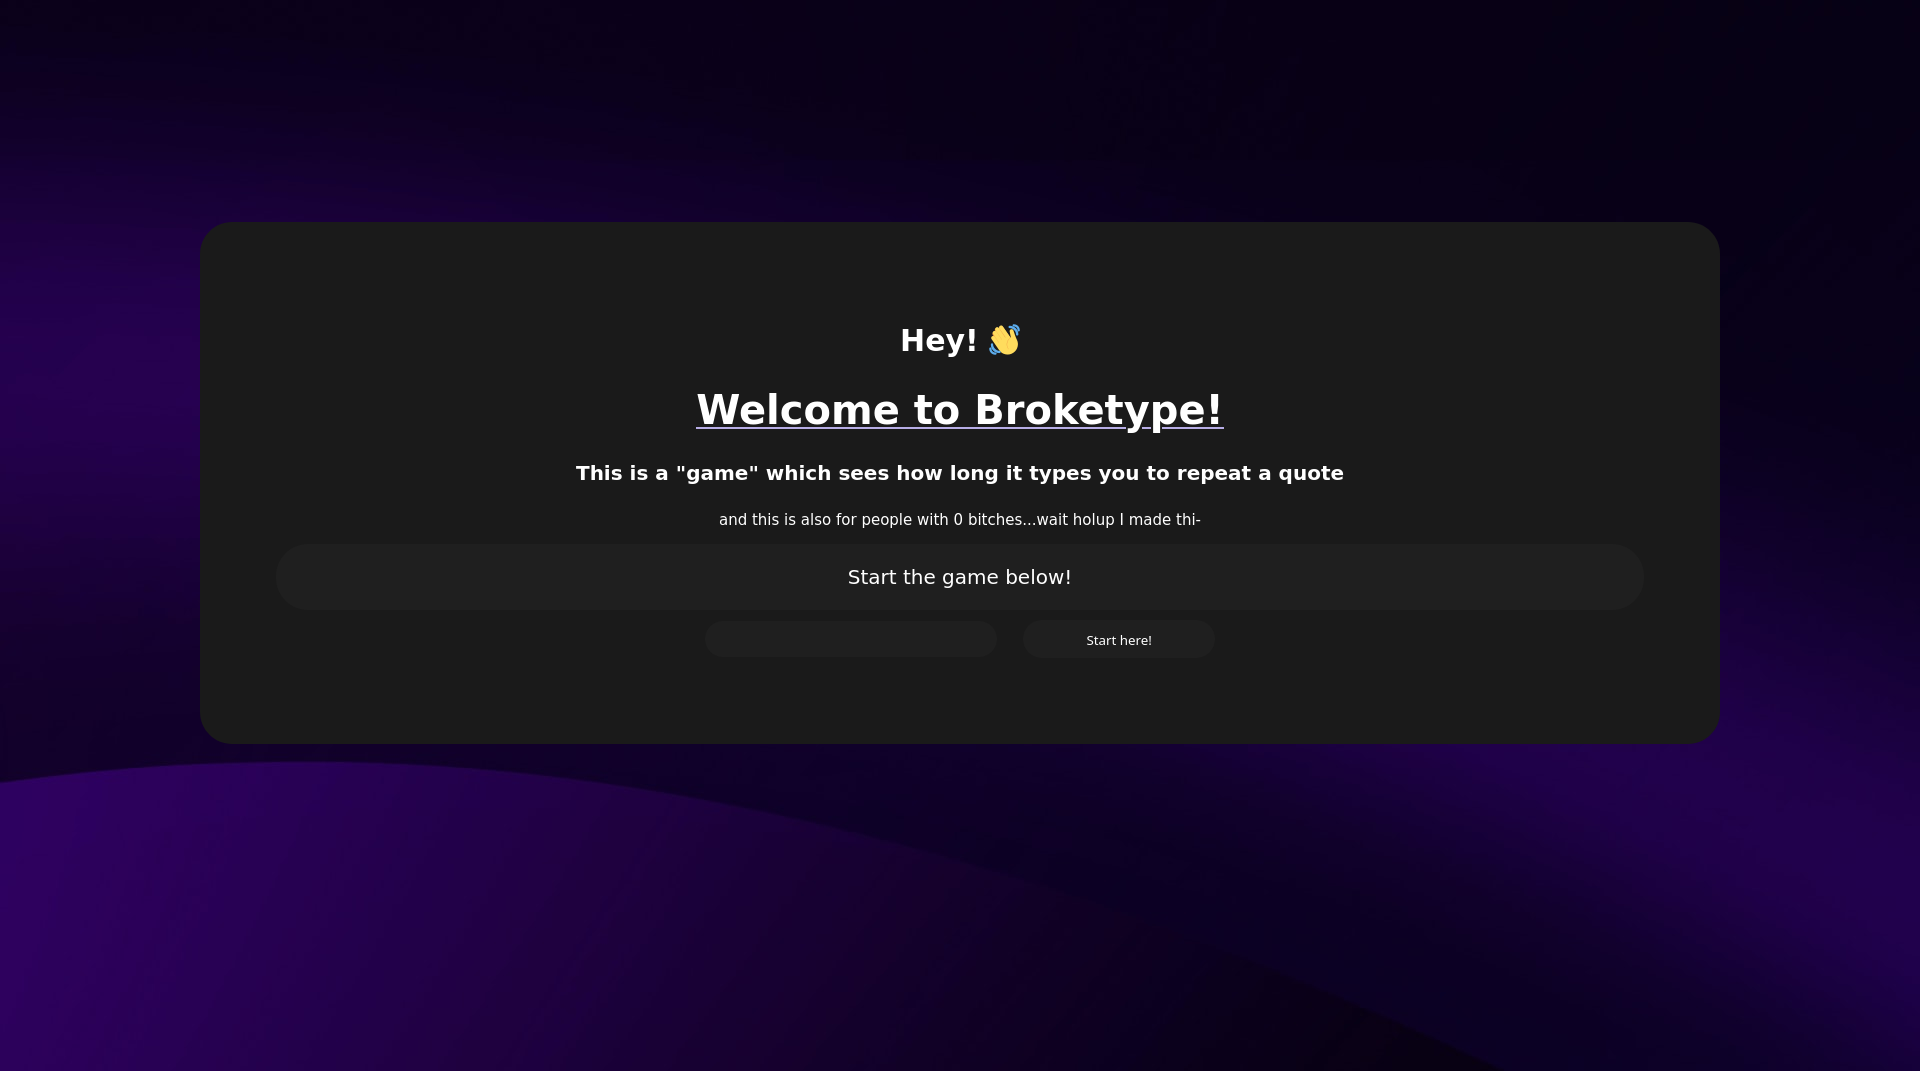 Hey! 👋
Welcome to Broketype!
This is a "game" which sees how long it types you to repeat a quote
and this is also for people with 0 bitches...wait holup I made thi-
Start the game below!
Start here!